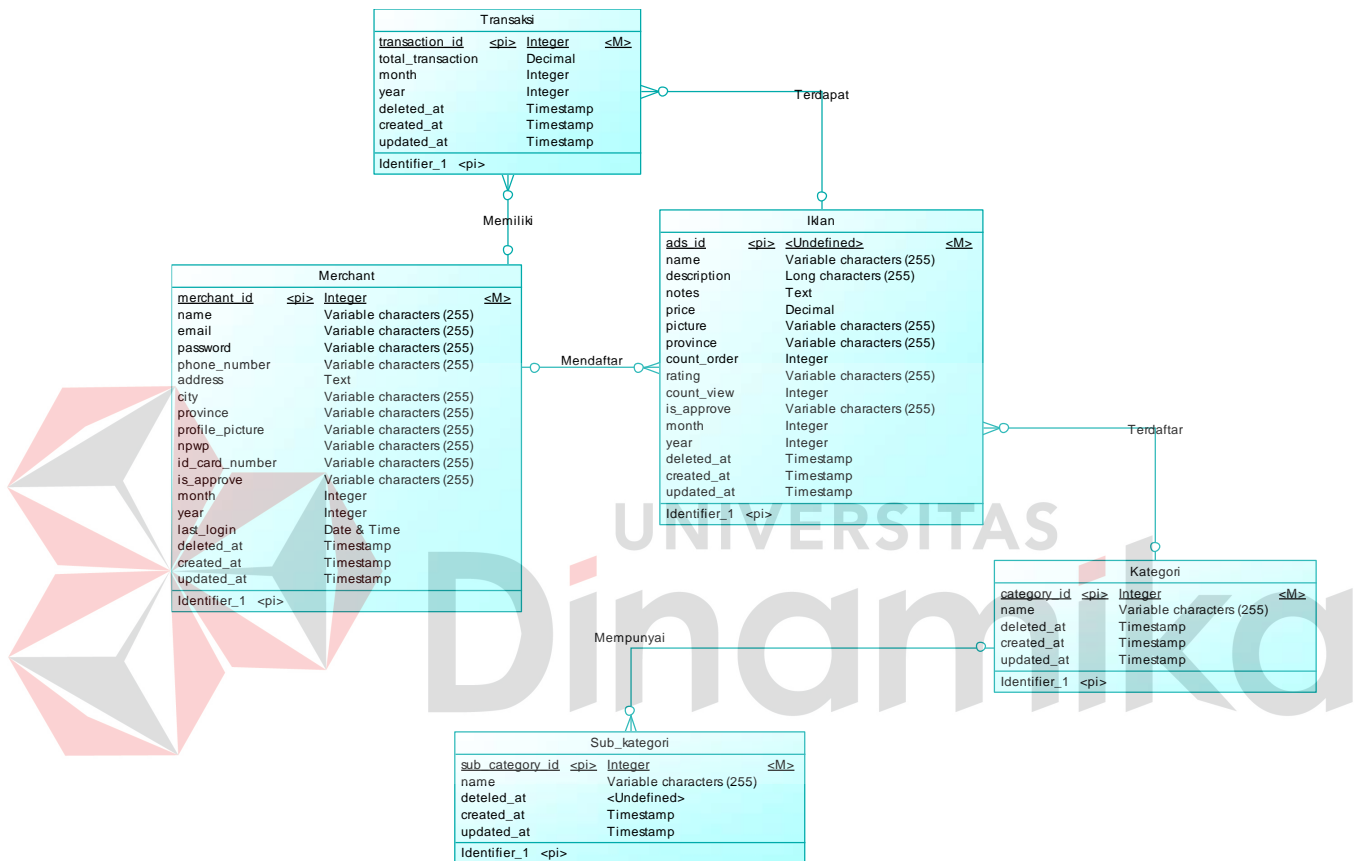 Transaksi
transaction_id <pi> Integer <M>
total_transaction Decimal
month Integer
year Integer
deleted_at Timestamp
created_at Timestamp
updated_at Timestamp
Identifier_1 <pi>
Terdapat
Memiliki
Iklan
ads_id <pi> <Undefined> <M>
name Variable characters (255)
description Long characters (255)
notes Text
price Decimal
picture Variable characters (255)
province Variable characters (255)
count_order Integer
rating Variable characters (255)
count_view Integer
is_approve Variable characters (255)
month Integer
year Integer
deleted_at Timestamp
created_at Timestamp
updated_at Timestamp
Identifier_1 <pi>
Merchant
merchant_id <pi> Integer <M>
name Variable characters (255)
email Variable characters (255)
password Variable characters (255)
phone_number Variable characters (255)
address Text
city Variable characters (255)
province Variable characters (255)
profile_picture Variable characters (255)
npwp Variable characters (255)
id_card_number Variable characters (255)
is_approve Variable characters (255)
month Integer
year Integer
last_login Date & Time
deleted_at Timestamp
created_at Timestamp
updated_at Timestamp
Identifier_1 <pi>
Mendaftar
Terdaftar
UNIVERSITAS
Dinamika
Kategori
category_id <pi> Integer <M>
name Variable characters (255)
deleted_at Timestamp
created_at Timestamp
updated_at Timestamp
Identifier_1 <pi>
Mempunyai
Sub_kategori
sub_category_id <pi> Integer <M>
name Variable characters (255)
deteled_at <Undefined>
created_at Timestamp
updated_at Timestamp
Identifier_1 <pi>